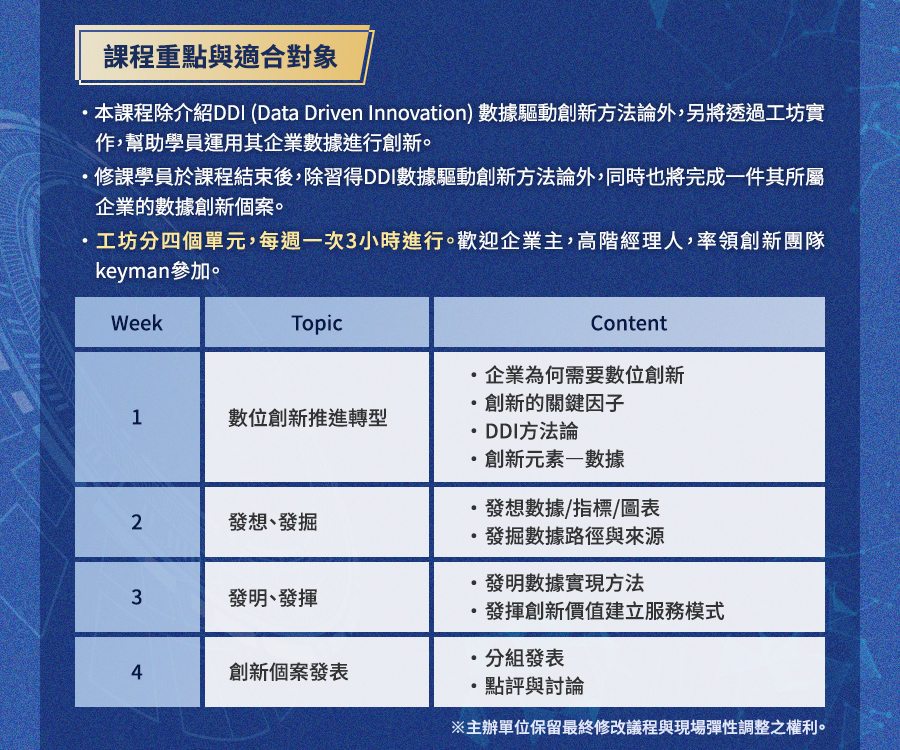 課程重點與適合對象
・本課程除介紹DDI (Data Driven Innovation) 數據驅動創新方法論外，另將透過工坊實
作，幫助學員運用其企業數據進行創新。
・修課學員於課程結束後，除習得DDI數據驅動創新方法論外，同時也將完成一件其所屬
企業的數據創新個案。
・工坊分四個單元，每週一次3小時進行。歡迎企業主，高階經理人，率領創新團隊
keyman參加。
Week Topic Content
1 數位創新推進轉型
・企業為何需要數位創新
・創新的關鍵因子
・DDI方法論
・創新元素—數據
2 發想、發掘
・發想數據/指標/圖表
・發掘數據路徑與來源
3 發明、發揮
・發明數據實現方法
・發揮創新價值建立服務模式
4 創新個案發表
・分組發表
・點評與討論
※主辦單位保留最終修改議程與現場彈性調整之權利。